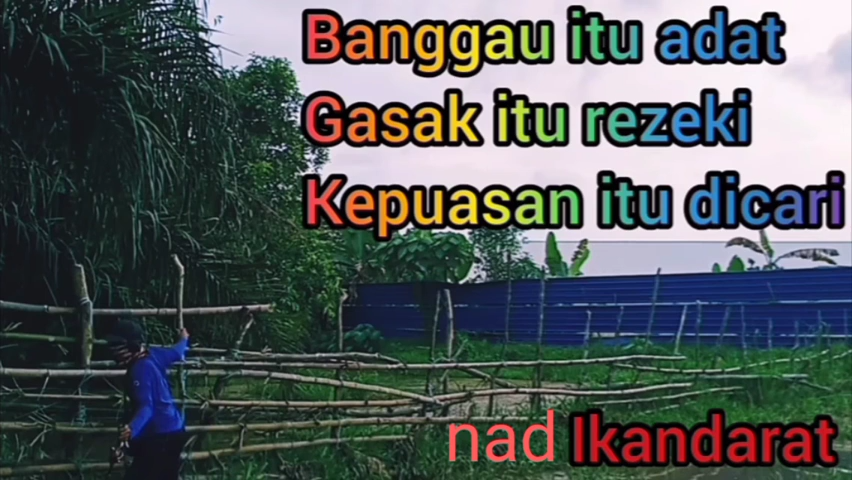 Banggau itu adat
Gasak itu rezeki
Kepuasan itu dicari
nad Ikandarat